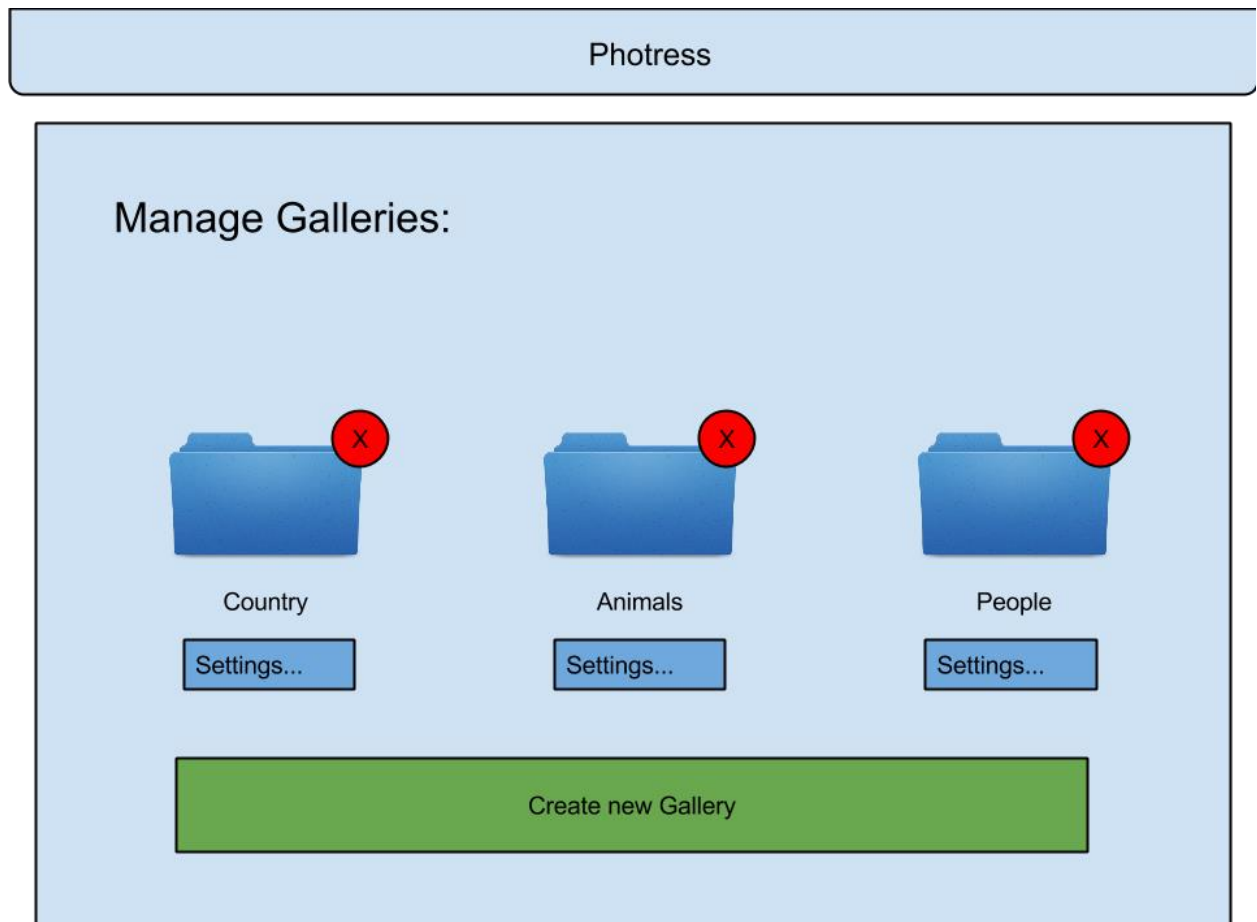 Photress
Manage Galleries:
X X X
Country Animals People
Settings... Settings... Settings...
Create new Gallery